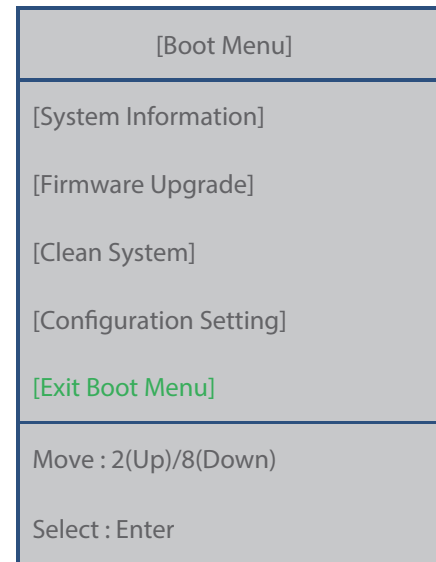 [Boot Menu]
[System Information]
[Firmware Upgrade]
[Clean System]
[Configuration Setting]
[Exit Boot Menu]
Move : 2(Up)/8(Down)
Select : Enter